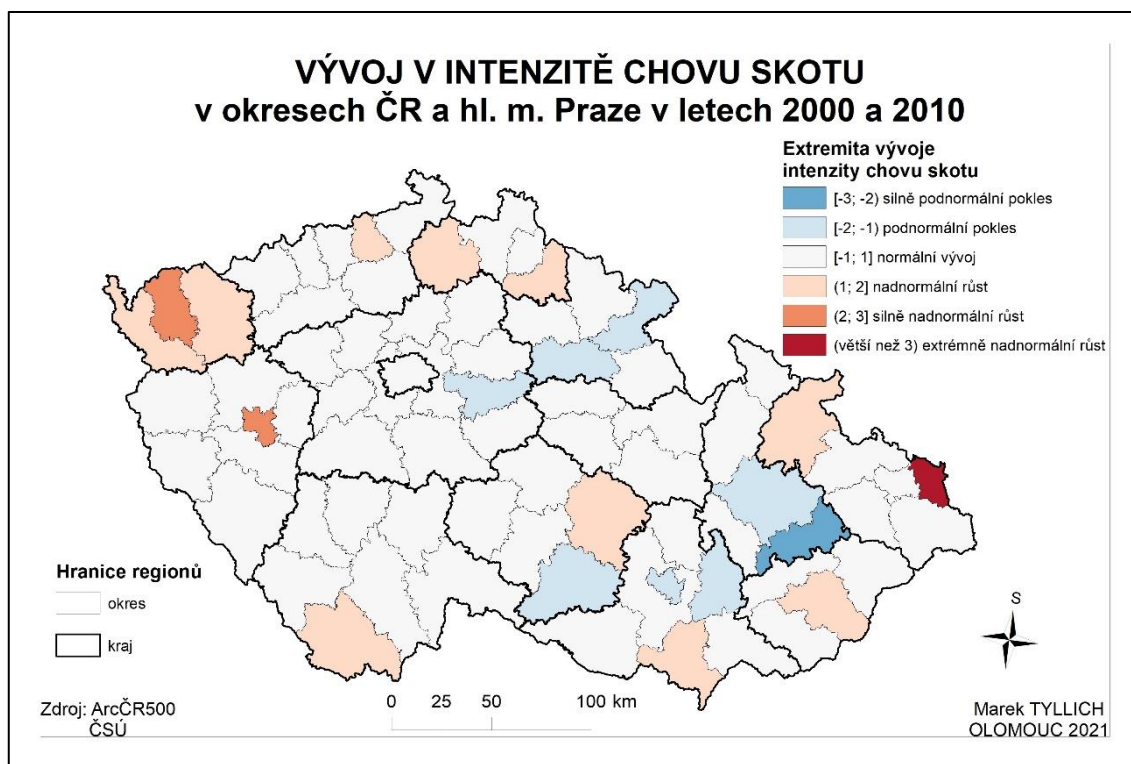 VÝVOJ V INTENZITĚ CHOVU SKOTU
v okresech ČR a hl. m. Praze v letech 2000 a 2010
Extremita vývoje
intenzity chovu skotu
[-3; -2) silně podnormální pokles
[-2; -1) podnormální pokles
[-1; 1] normální vývoj
(1; 2] nadnormální růst
(2; 3] silně nadnormální růst
(větší než 3) extrémně nadnormální růst
Hranice regionů
okres
kraj
S
0 25 50 100 km
Zdroj: ArcČR500
ČSÚ
Marek TYLLICH
OLOMOUC 2021